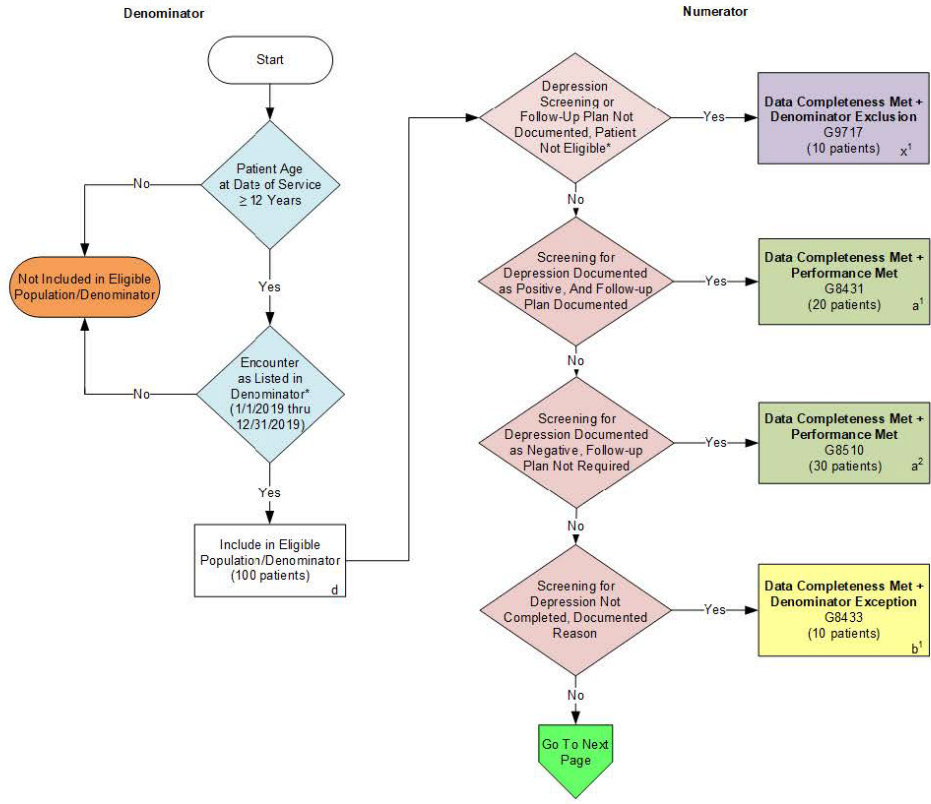 Denominator
Numerator
Start
Patient Age
at Date of Service
≥ 12 Years
No
Yes
Not Included in Eligible
Population/Denominator
Encounter
as Listed in
Denominator*
(1/1/2019 thru
12/31/2019)
No
Yes
Include in Eligible
Population/Denominator
(100 patients)
d
Depression
Screening or
Follow-Up Plan Not
Documented, Patient
Not Eligible*
Yes
Data Completeness Met +
Denominator Exclusion
G9717
(10 patients) x¹
No
Screening for
Depression Documented
as Positive, And Follow-up
Plan Documented
Yes
Data Completeness Met +
Performance Met
G8431
(20 patients) a¹
No
Screening for
Depression Documented
as Negative, Follow-up
Plan Not Required
Yes
Data Completeness Met +
Performance Met
G8510
(30 patients) a²
No
Screening for
Depression Not
Completed, Documented
Reason
Yes
Data Completeness Met +
Denominator Exception
G8433
(10 patients)
b¹
No
Go To Next
Page